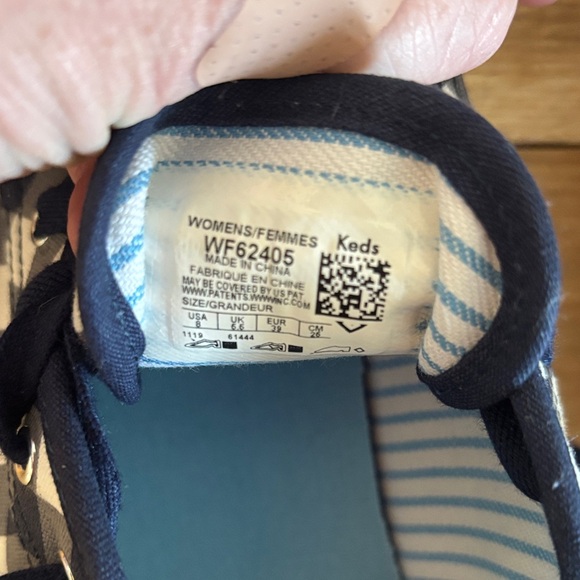 WOMENS/FEMMES
WF62405
Keds
MADE IN CHINA
FABRIQUÉ EN CHINE
MAY BE COVERED BY US PAT
SIZE/GRANDEUR
USA UK EUR CM
8 5.5 39 25
1119 61444